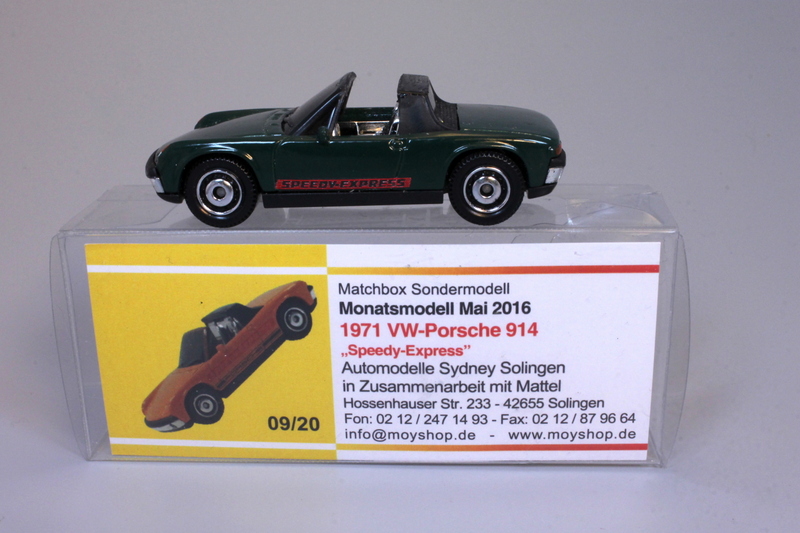 SPEEDY-EXPRESS
Matchbox Sondermodell
Monatsmodell Mai 2016
1971 VW-Porsche 914
„Speedy-Express”
Automodelle Sydney Solingen
in Zusammenarbeit mit Mattel
Hossenhauser Str. 233 - 42655 Solingen
Fon: 02 12 / 247 14 93 - Fax: 02 12 / 87 96 64
info@moyshop.de - www.moyshop.de
09/20